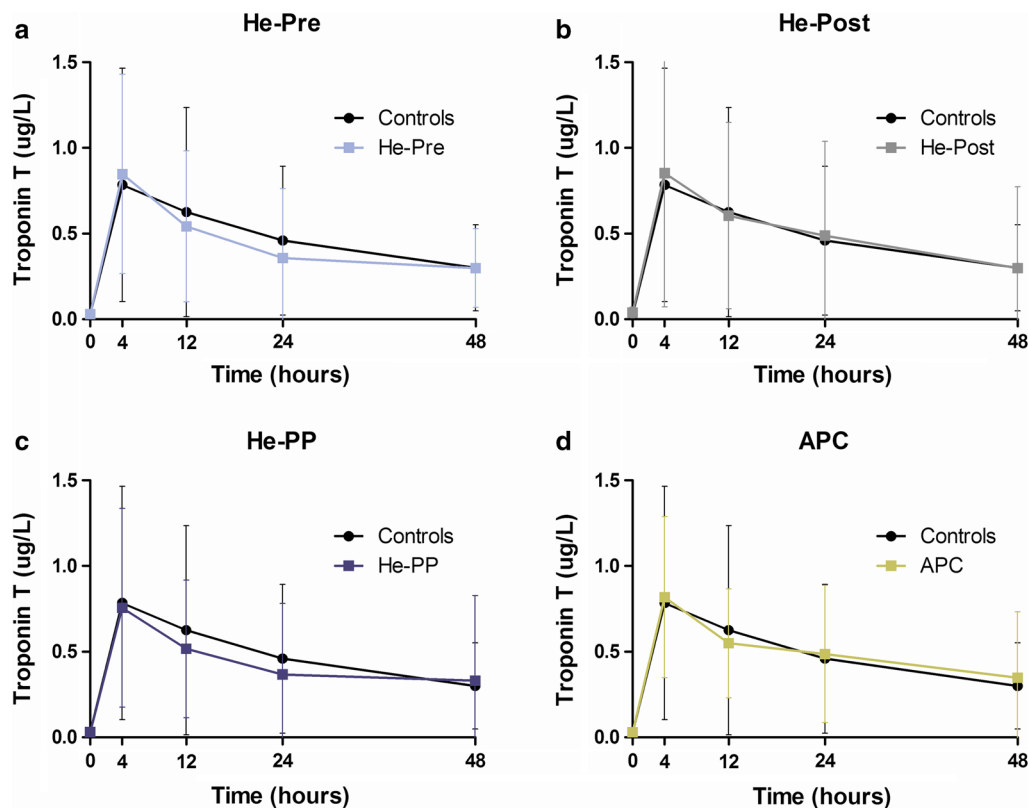 a
He-Pre
Troponin T (ug/L)
1.5
1.0
0.5
0.0
Controls
He-Pre
0 4 12 24 48
Time (hours)
b
He-Post
Troponin T (ug/L)
1.5
1.0
0.5
0.0
Controls
He-Post
0 4 12 24 48
Time (hours)
c
He-PP
Troponin T (ug/L)
1.5
1.0
0.5
0.0
Controls
He-PP
0 4 12 24 48
Time (hours)
d
APC
Troponin T (ug/L)
1.5
1.0
0.5
0.0
Controls
APC
0 4 12 24 48
Time (hours)